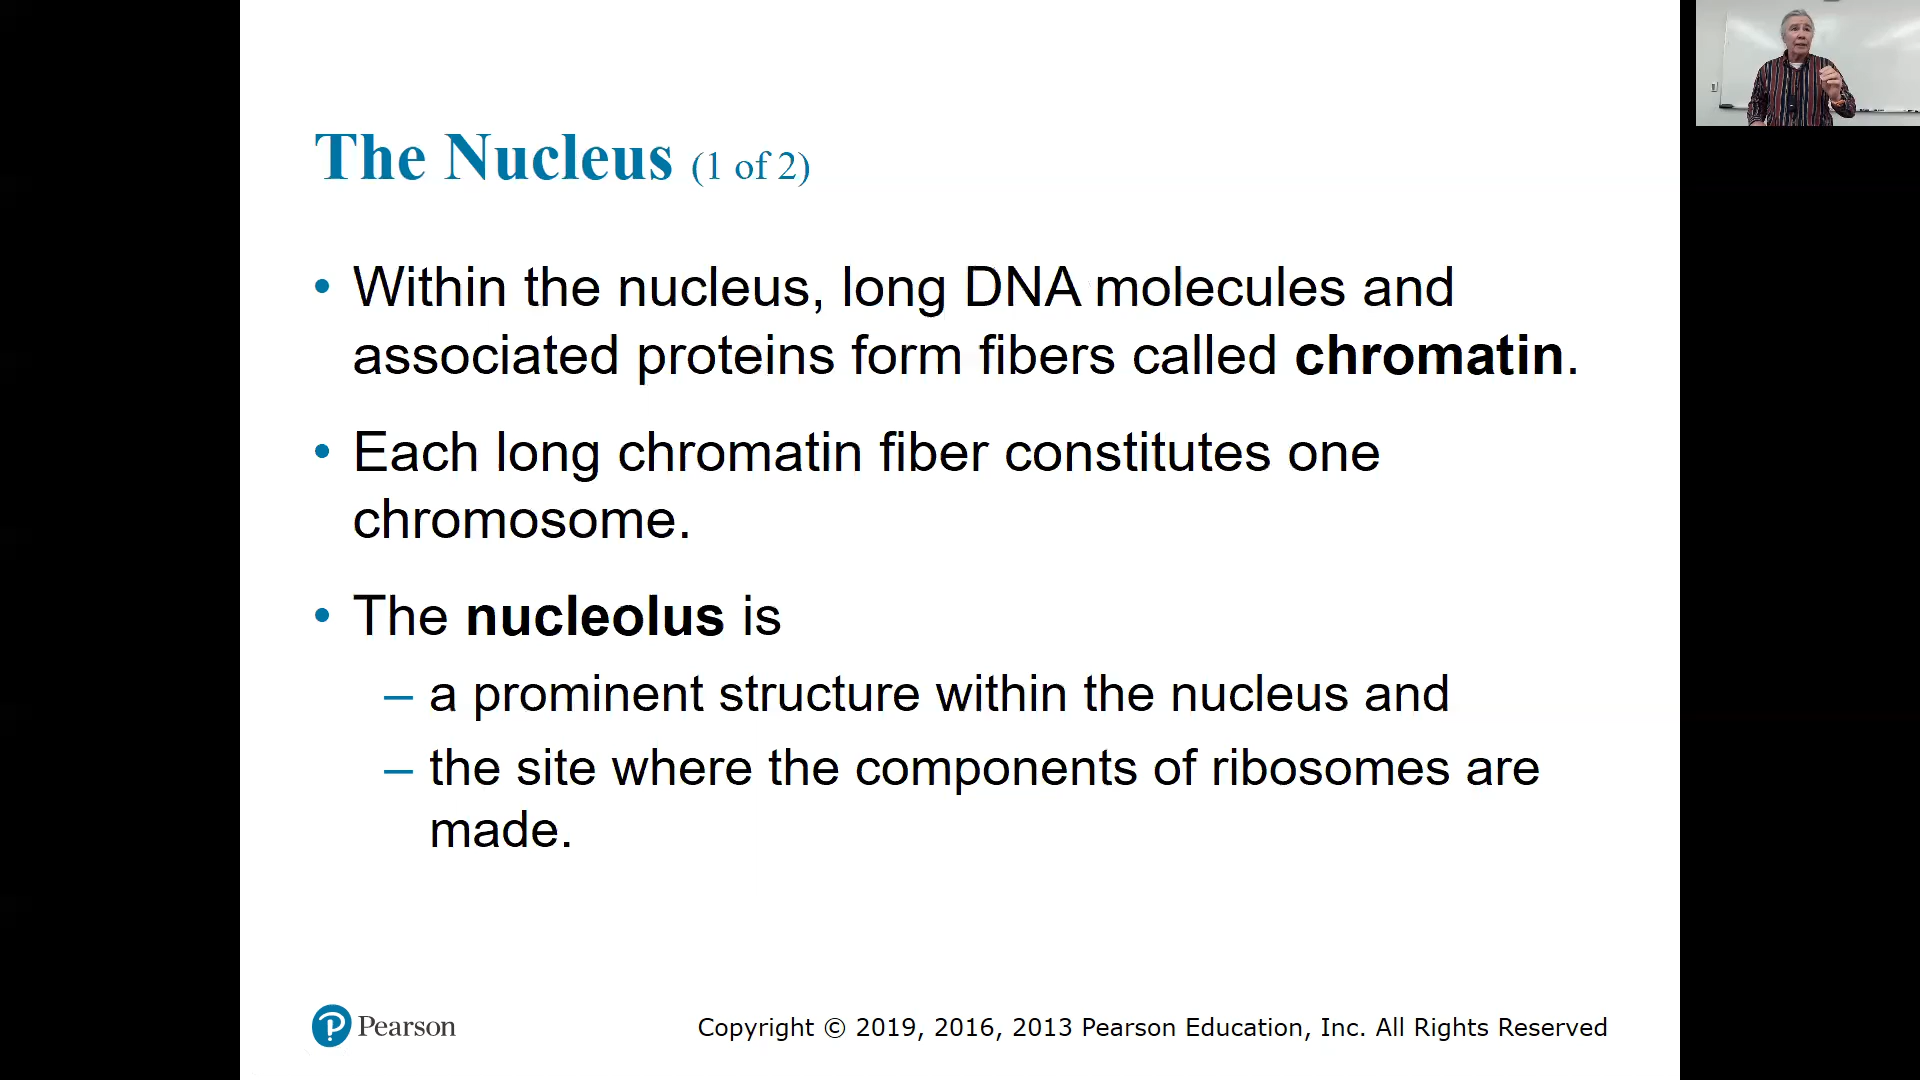 The Nucleus (1 of 2)
• Within the nucleus, long DNA molecules and
associated proteins form fibers called chromatin.
• Each long chromatin fiber constitutes one
chromosome.
• The nucleolus is
– a prominent structure within the nucleus and
– the site where the components of ribosomes are
made.
Pearson
Copyright © 2019, 2016, 2013 Pearson Education, Inc. All Rights Reserved